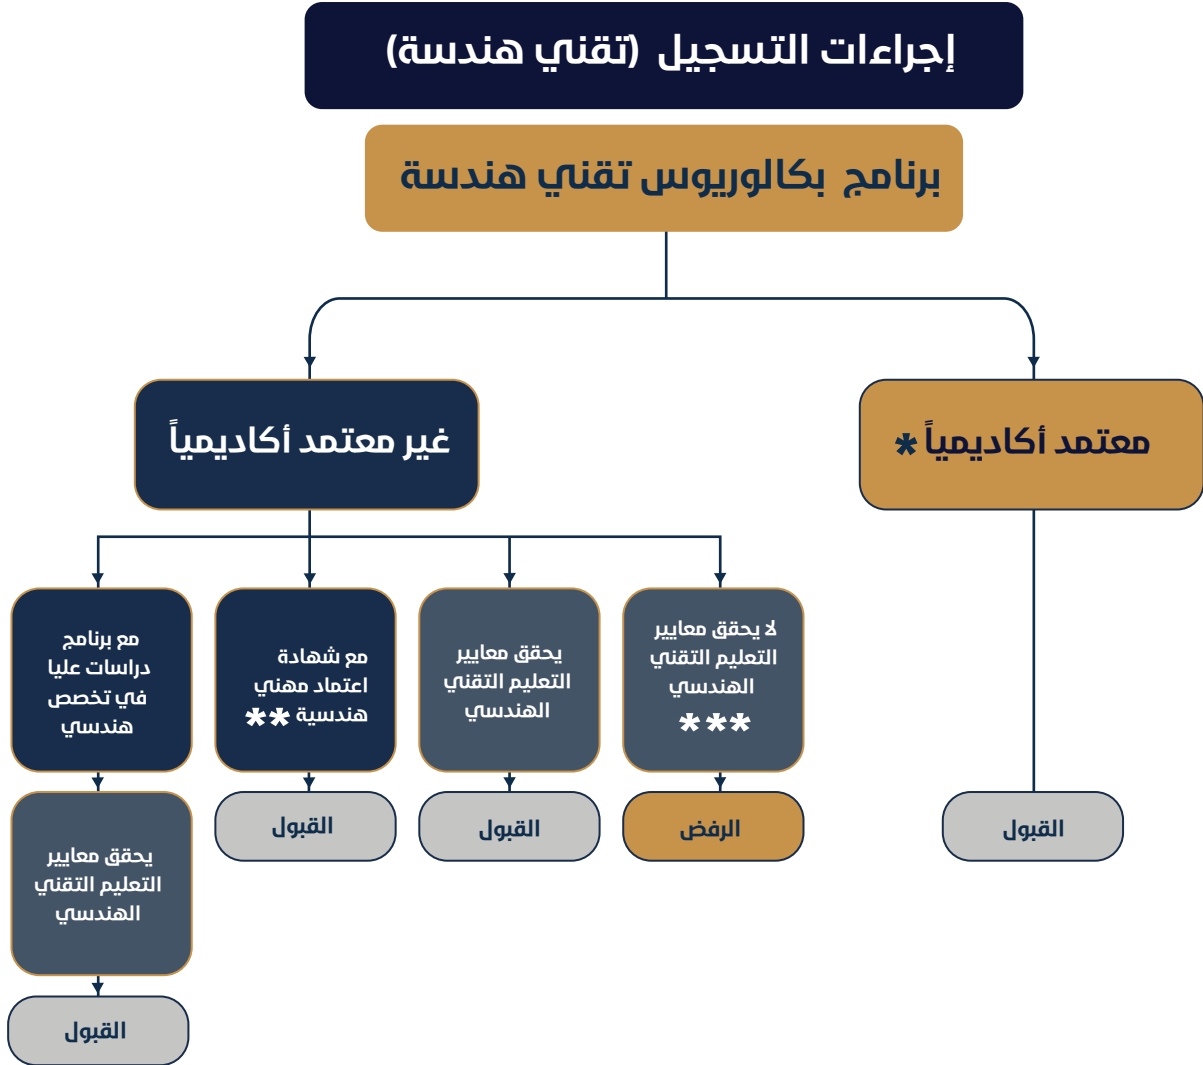 إجراءات التسجيل (تقني هندسة)
برنامج بكالوريوس تقني هندسة
معتمد أكاديمياً *
غير معتمد أكاديمياً
لا يحقق معايير
التعليم التقني
الهندسي
***
يحقق معايير
التعليم التقني
الهندسي
مع شهادة
اعتماد مهني
هندسية **
مع برنامج
دراسات عليا
في تخصص
هندسي
القبول
الرفض
القبول
القبول
يحقق معايير
التعليم التقني
الهندسي
القبول